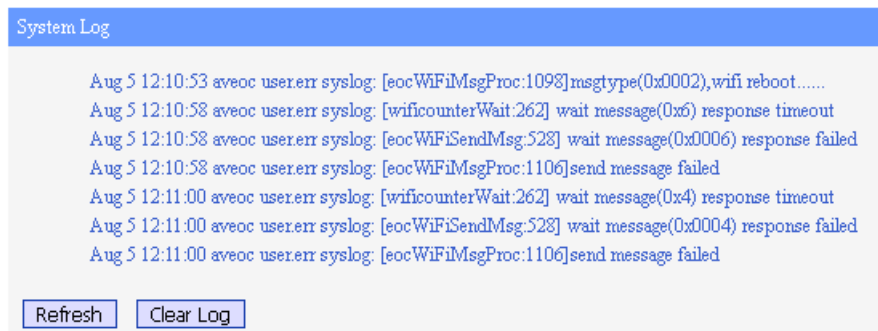 System Log
Aug 5 12:10:53 aveoc user.err syslog: [eocWiFiMsgProc:1098]msgtype(0x0002),wifi reboot......
Aug 5 12:10:58 aveoc user.err syslog: [wificounterWait:262] wait message(0x6) response timeout
Aug 5 12:10:58 aveoc user.err syslog: [eocWiFiSendMsg:528] wait message(0x0006) response failed
Aug 5 12:10:58 aveoc user.err syslog: [eocWiFiMsgProc:1106]send message failed
Aug 5 12:11:00 aveoc user.err syslog: [wificounterWait:262] wait message(0x4) response timeout
Aug 5 12:11:00 aveoc user.err syslog: [eocWiFiSendMsg:528] wait message(0x0004) response failed
Aug 5 12:11:00 aveoc user.err syslog: [eocWiFiMsgProc:1106]send message failed
Refresh Clear Log